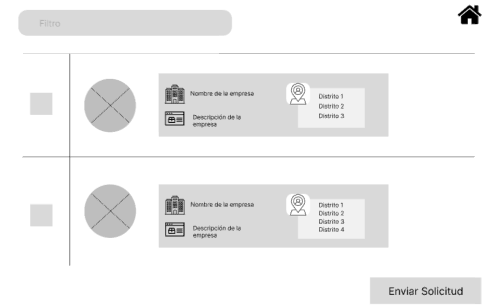 Filtro
Nombre de la empresa
Descripción de la
empresa
Distrito 1
Distrito 2
Distrito 3
Nombre de la empresa
Descripción de la
empresa
Distrito 1
Distrito 2
Distrito 3
Distrito 4
Enviar Solicitud